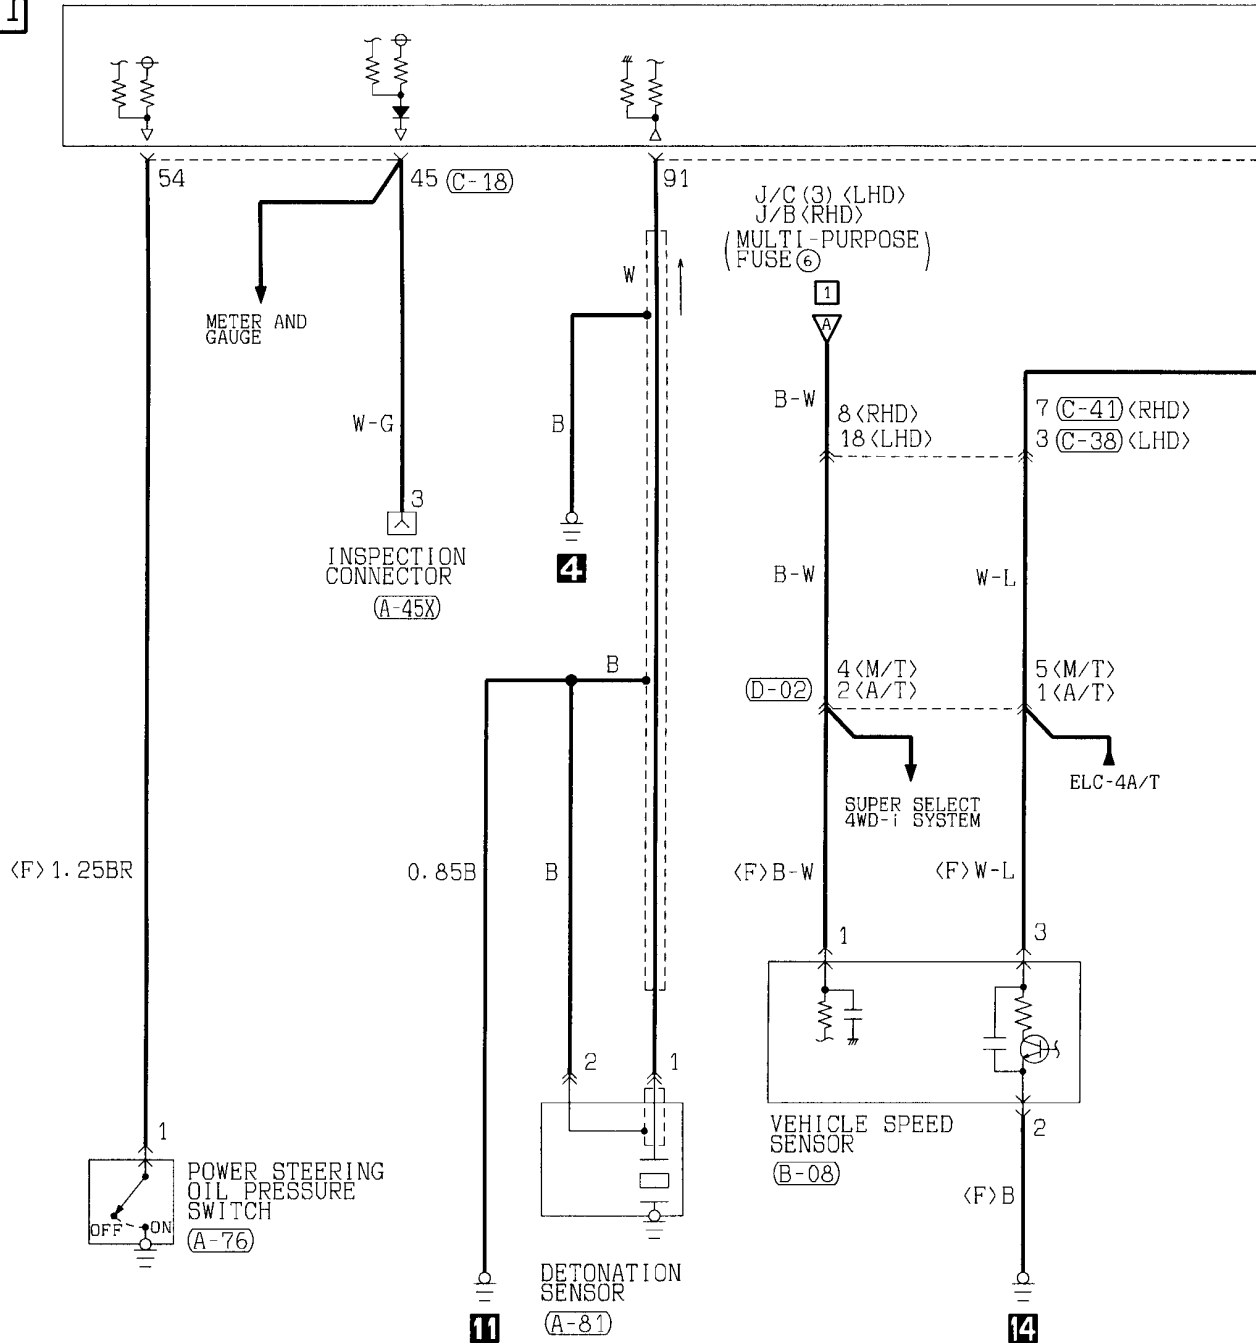 1
54
45 (C-18)
91
J/C(3)<LHD>
J/B<RHD>
(MULTI-PURPOSE
FUSE⑥)
1
A
METER AND
GAUGE
W
B-W
8<RHD>
18<LHD>
7 (C-41)<RHD>
3 (C-38)<LHD>
W-G
B
3
INSPECTION
CONNECTOR
(A-45X)
4
B-W
W-L
B
(D-02)
4<M/T>
2<A/T>
5<M/T>
1<A/T>
SUPER SELECT
4WD-i SYSTEM
ELC-4A/T
<F>1.25BR
0.85B
B
<F>B-W
<F>W-L
1
3
2
1
1
POWER STEERING
OIL PRESSURE
SWITCH
(A-76)
OFF
ON
VEHICLE SPEED
SENSOR
(B-08)
2
<F>B
DETONATION
SENSOR
(A-81)
11
14